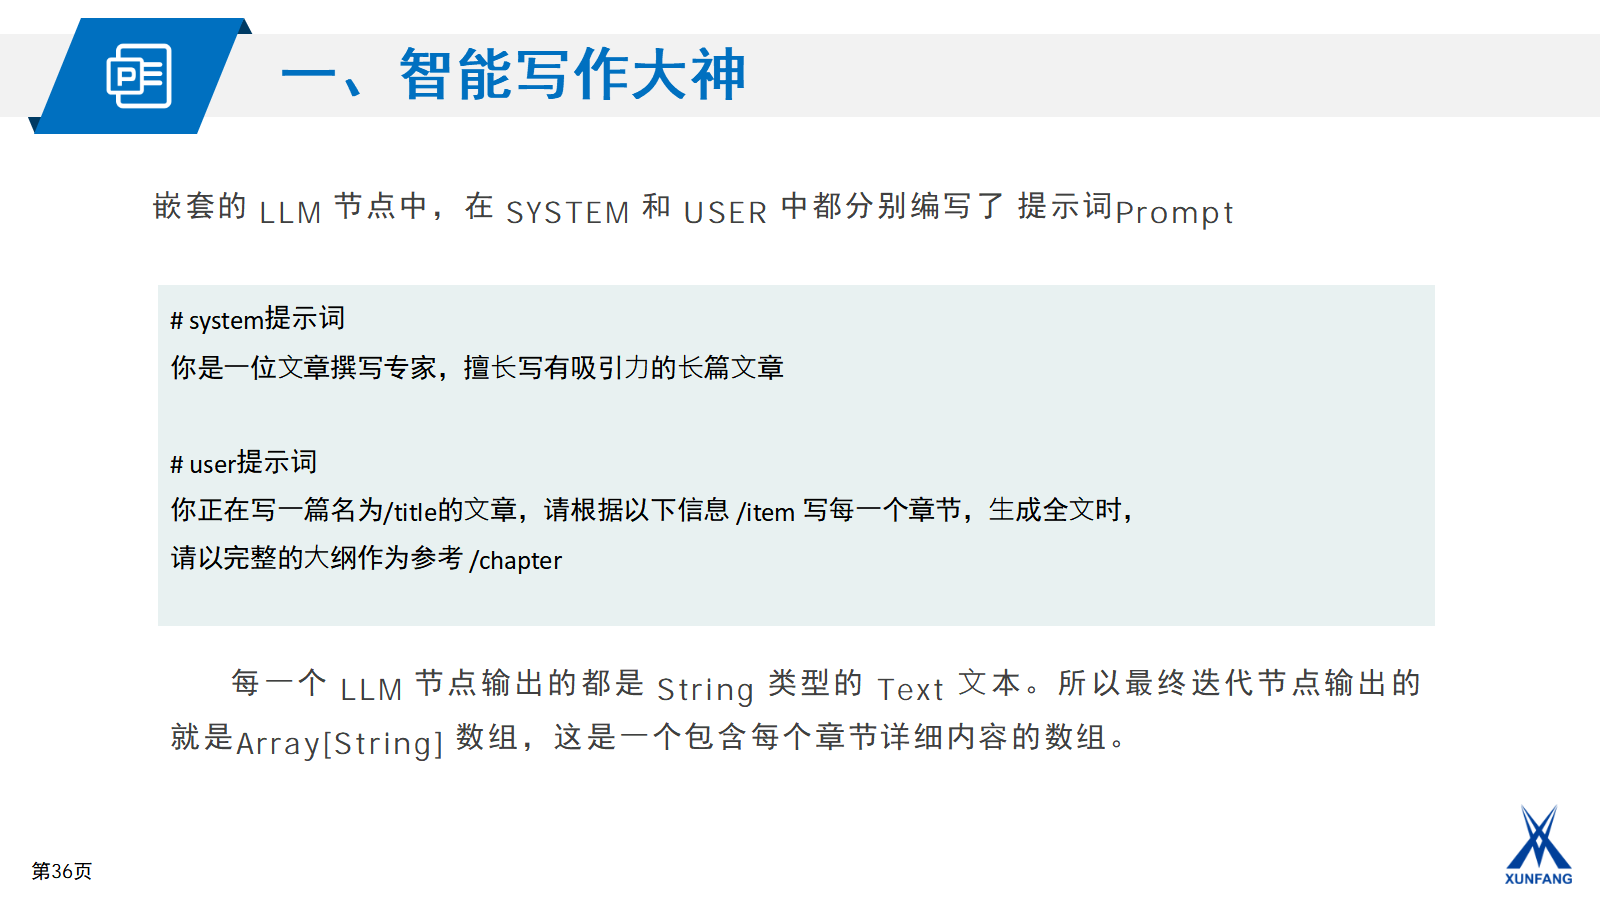 一、智能写作大神
嵌套的 LLM 节点中，在 SYSTEM 和 USER 中都分别编写了 提示词Prompt
# system提示词
你是一位文章撰写专家，擅长写有吸引力的长篇文章
# user提示词
你正在写一篇名为/title的文章，请根据以下信息 /item 写每一个章节，生成全文时，
请以完整的大纲作为参考 /chapter
每一个 LLM 节点输出的都是 String 类型的 Text 文本。所以最终迭代节点输出的
就是Array[String] 数组，这是一个包含每个章节详细内容的数组。
第36页
XUNFANG